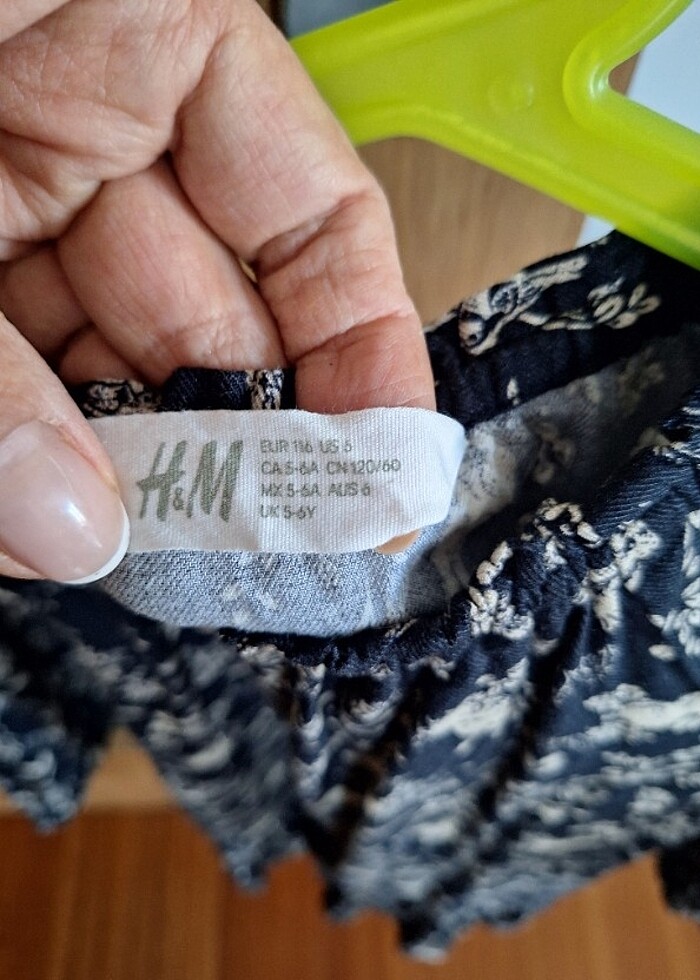 H&M
EUR 116 US 6
CA 5-6A CN 120/60
MX 5-6A AUS 6
UK 5-6Y